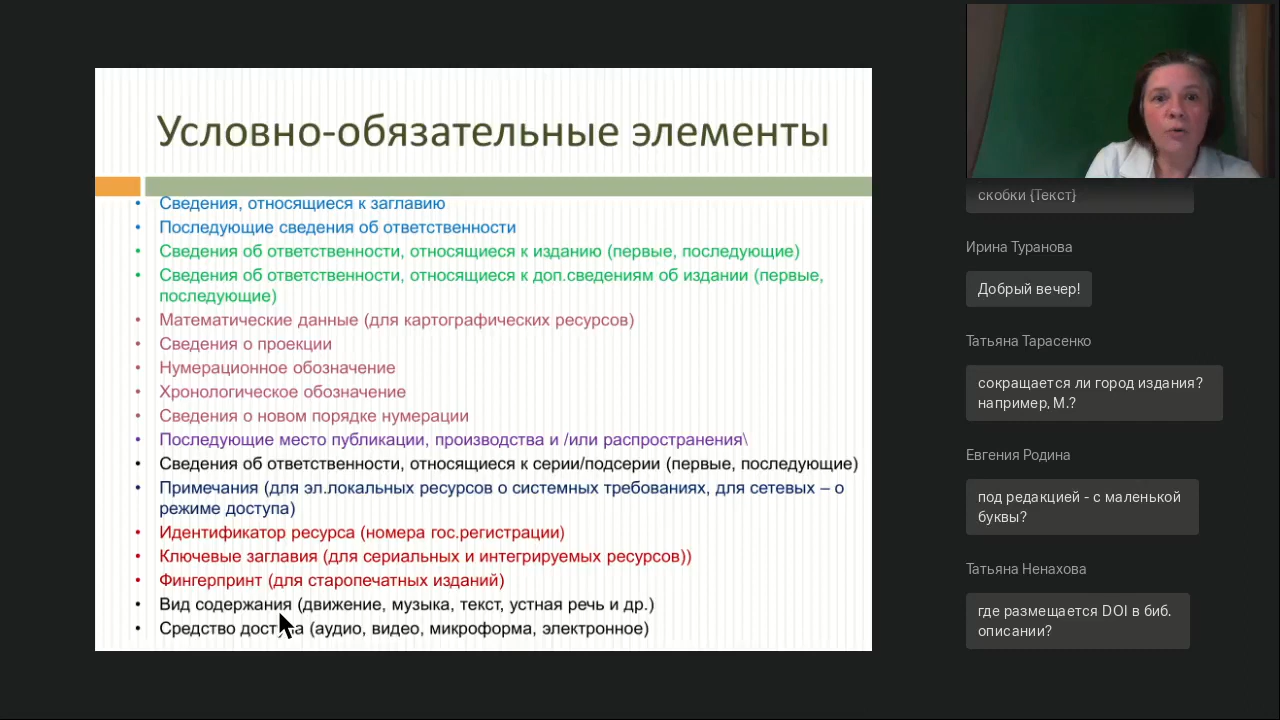 Условно-обязательные элементы
• Сведения, относящиеся к заглавию
• Последующие сведения об ответственности
• Сведения об ответственности, относящиеся к изданию (первые, последующие)
• Сведения об ответственности, относящиеся к доп.сведениям об издании (первые,
последующие)
• Математические данные (для картографических ресурсов)
• Сведения о проекции
• Нумерационное обозначение
• Хронологическое обозначение
• Сведения о новом порядке нумерации
• Последующие место публикации, производства и /или распространения\
• Сведения об ответственности, относящиеся к серии/подсерии (первые, последующие)
• Примечания (для эл.локальных ресурсов о системных требованиях, для сетевых – о
режиме доступа)
• Идентификатор ресурса (номера гос.регистрации)
• Ключевые заглавия (для сериальных и интегрируемых ресурсов))
• Фингерпринт (для старопечатных изданий)
• Вид содержания (движение, музыка, текст, устная речь и др.)
• Средство доступа (аудио, видео, микроформа, электронное)
скобки {Текст}
Ирина Туранова
Добрый вечер!
Татьяна Тарасенко
сокращается ли город издания?
например, М.?
Евгения Родина
под редакцией - с маленькой
буквы?
Татьяна Ненахова
где размещается DOI в биб.
описании?